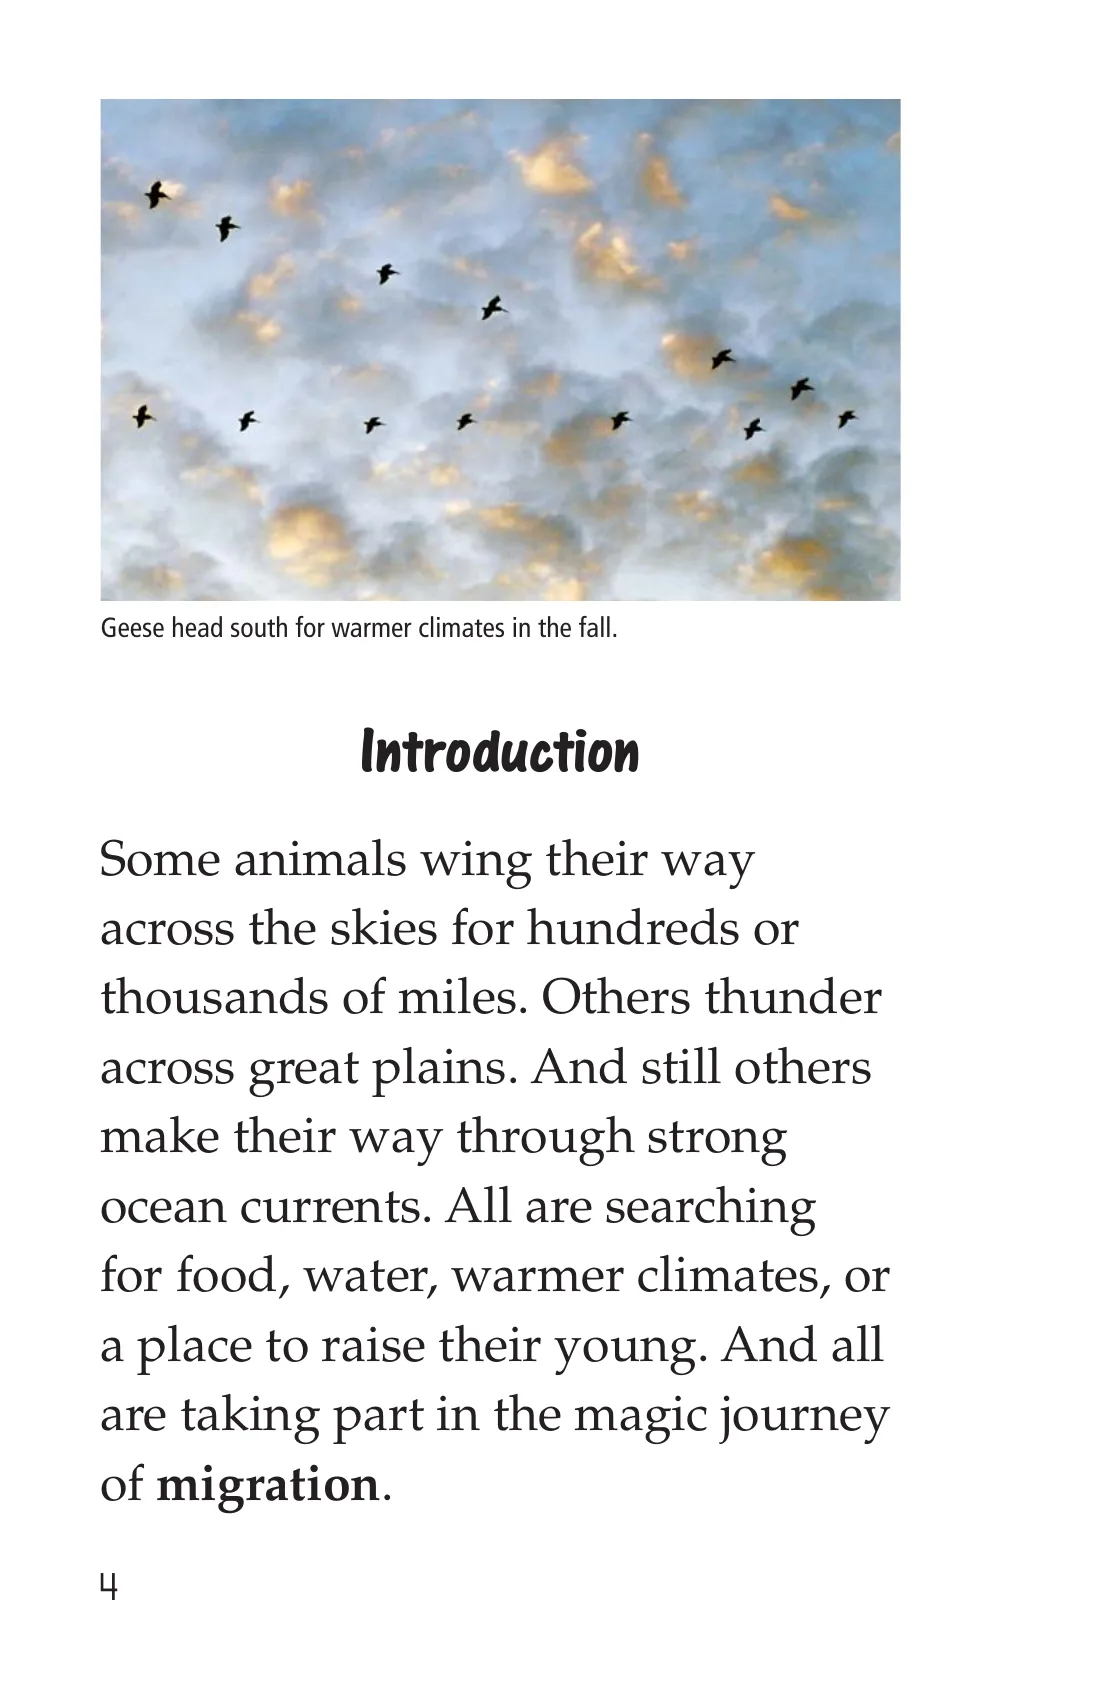 Geese head south for warmer climates in the fall.
Introduction
Some animals wing their way
across the skies for hundreds or
thousands of miles. Others thunder
across great plains. And still others
make their way through strong
ocean currents. All are searching
for food, water, warmer climates, or
a place to raise their young. And all
are taking part in the magic journey
of migration.
4